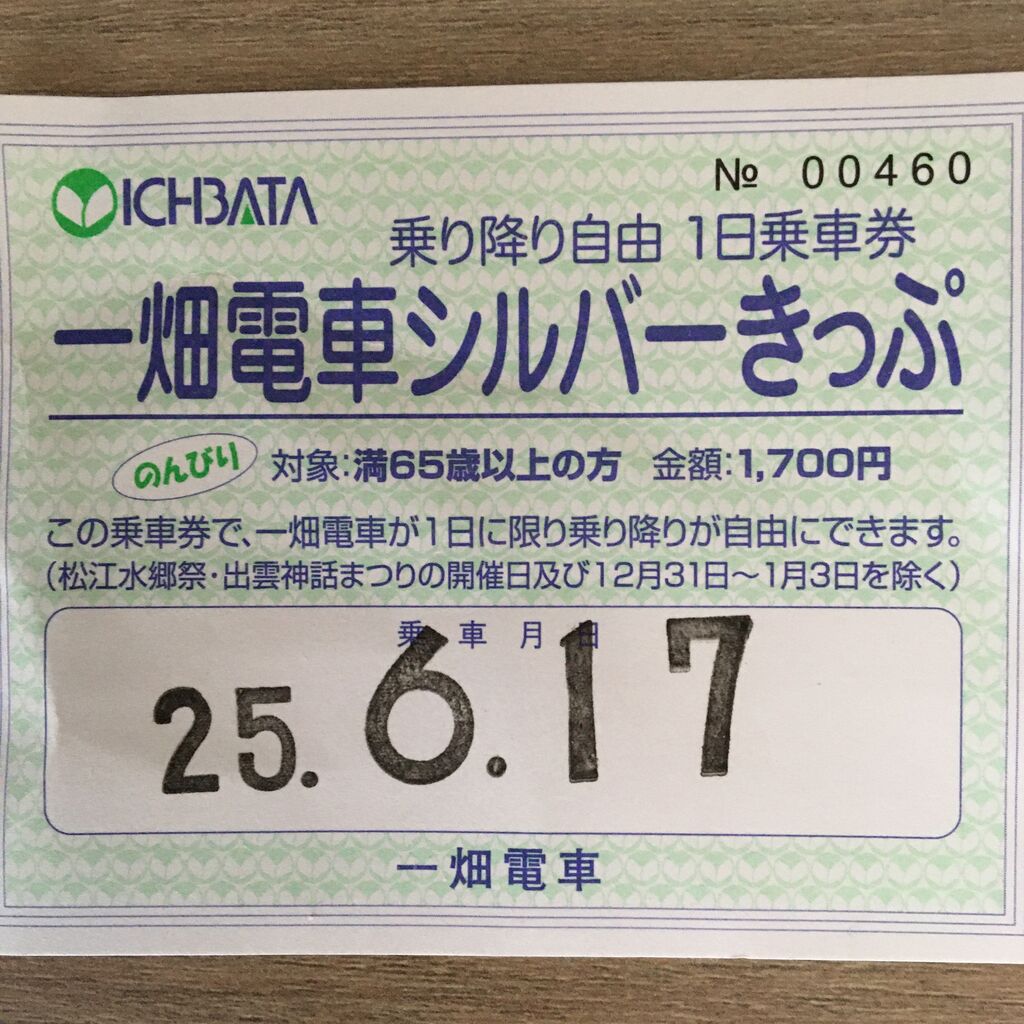 ICHIBATA
№ 00460
乗り降り自由 1日乗車券
一畑電車シルバーきっぷ
のんびり 対象:満65歳以上の方 金額:1,700円
この乗車券で、一畑電車が1日に限り乗り降りが自由にできます。
(松江水郷祭・出雲神話まつりの開催日及び12月31日～1月3日を除く)
乗車月日
25.6.17
一畑電車